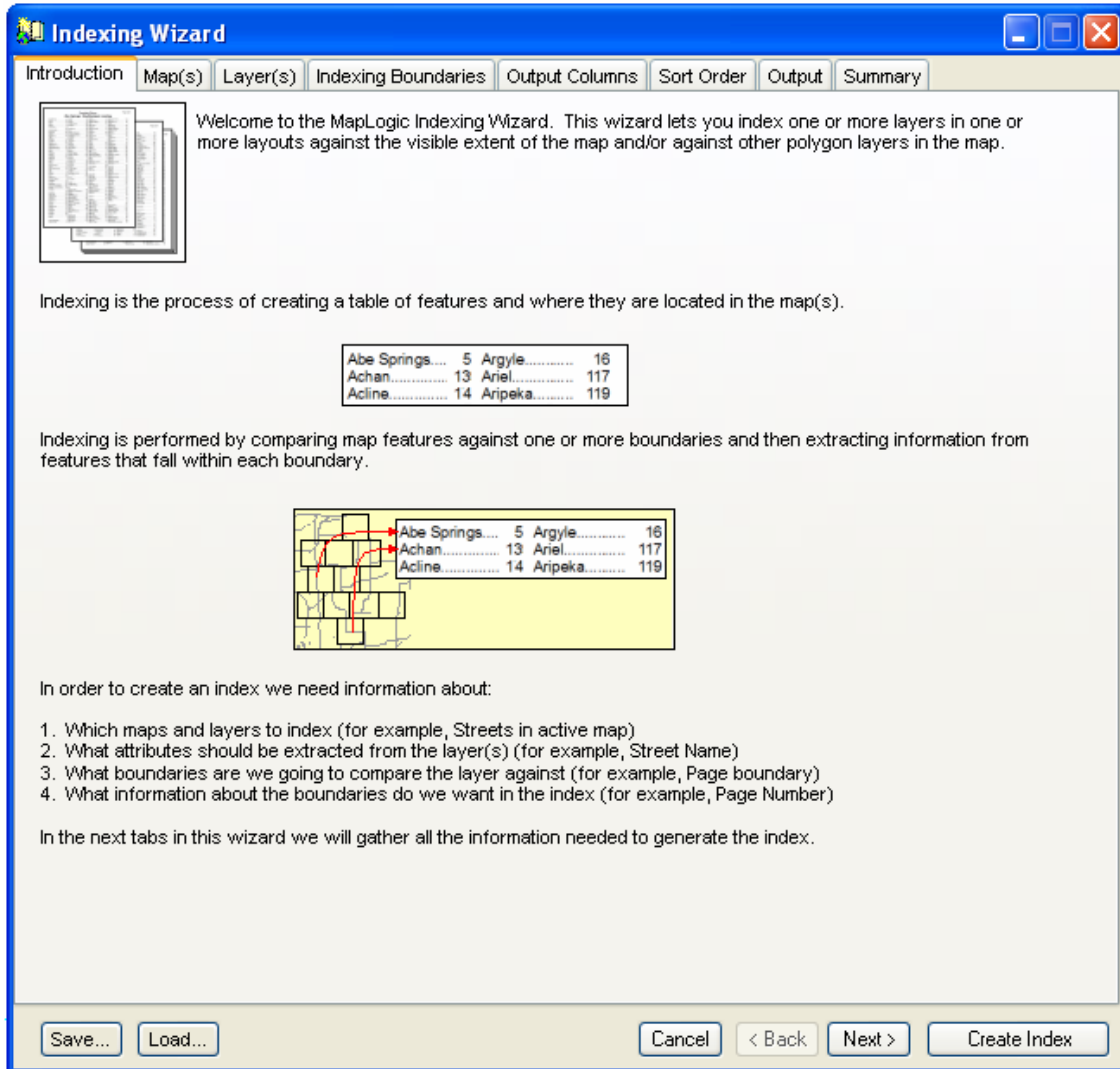 Indexing Wizard
Introduction Map(s) Layer(s) Indexing Boundaries Output Columns Sort Order Output Summary
Welcome to the MapLogic Indexing Wizard. This wizard lets you index one or more layers in one or
more layouts against the visible extent of the map and/or against other polygon layers in the map.
Indexing is the process of creating a table of features and where they are located in the map(s).
Abe Springs.... 5 Argyle........... 16
Achan.............. 13 Ariel.............. 117
Acline.............. 14 Aripeka......... 119
Indexing is performed by comparing map features against one or more boundaries and then extracting information from
features that fall within each boundary.
Abe Springs.... 5 Argyle........... 16
Achan.............. 13 Ariel.............. 117
Acline.............. 14 Aripeka......... 119
In order to create an index we need information about:
1. Which maps and layers to index (for example, Streets in active map)
2. What attributes should be extracted from the layer(s) (for example, Street Name)
3. What boundaries are we going to compare the layer against (for example, Page boundary)
4. What information about the boundaries do we want in the index (for example, Page Number)
In the next tabs in this wizard we will gather all the information needed to generate the index.
Save... Load... Cancel < Back Next > Create Index